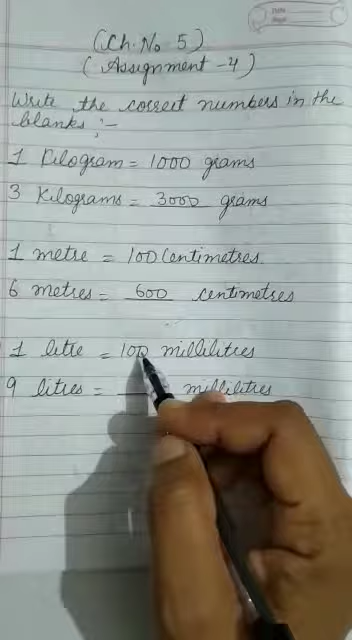 (Ch. No 5)
(Assignment -4)
Write the correct numbers in the
blanks :-
1 Kilogram = 1000 grams
3 Kilograms = 3000 grams
1 metre = 100 Centimetres.
6 metres = 600 centimetres
1 litre = 100 millilitres
9 litres = ___ millilitres